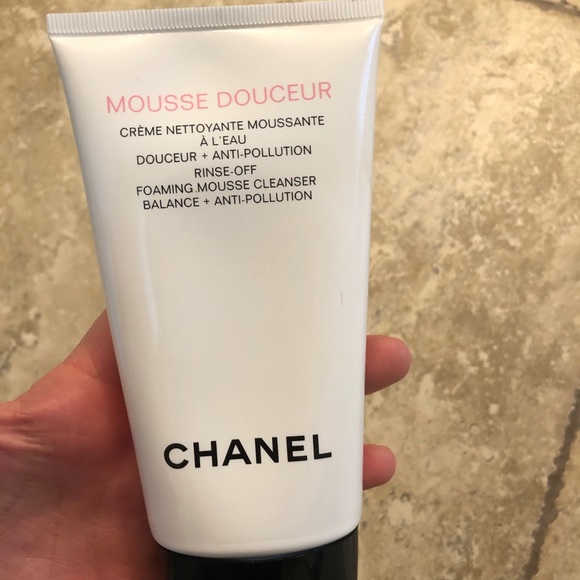 MOUSSE DOUCEUR
CRÈME NETTOYANTE MOUSSANTE
À L'EAU
DOUCEUR + ANTI-POLLUTION
RINSE-OFF
FOAMING MOUSSE CLEANSER
BALANCE + ANTI-POLLUTION
CHANEL